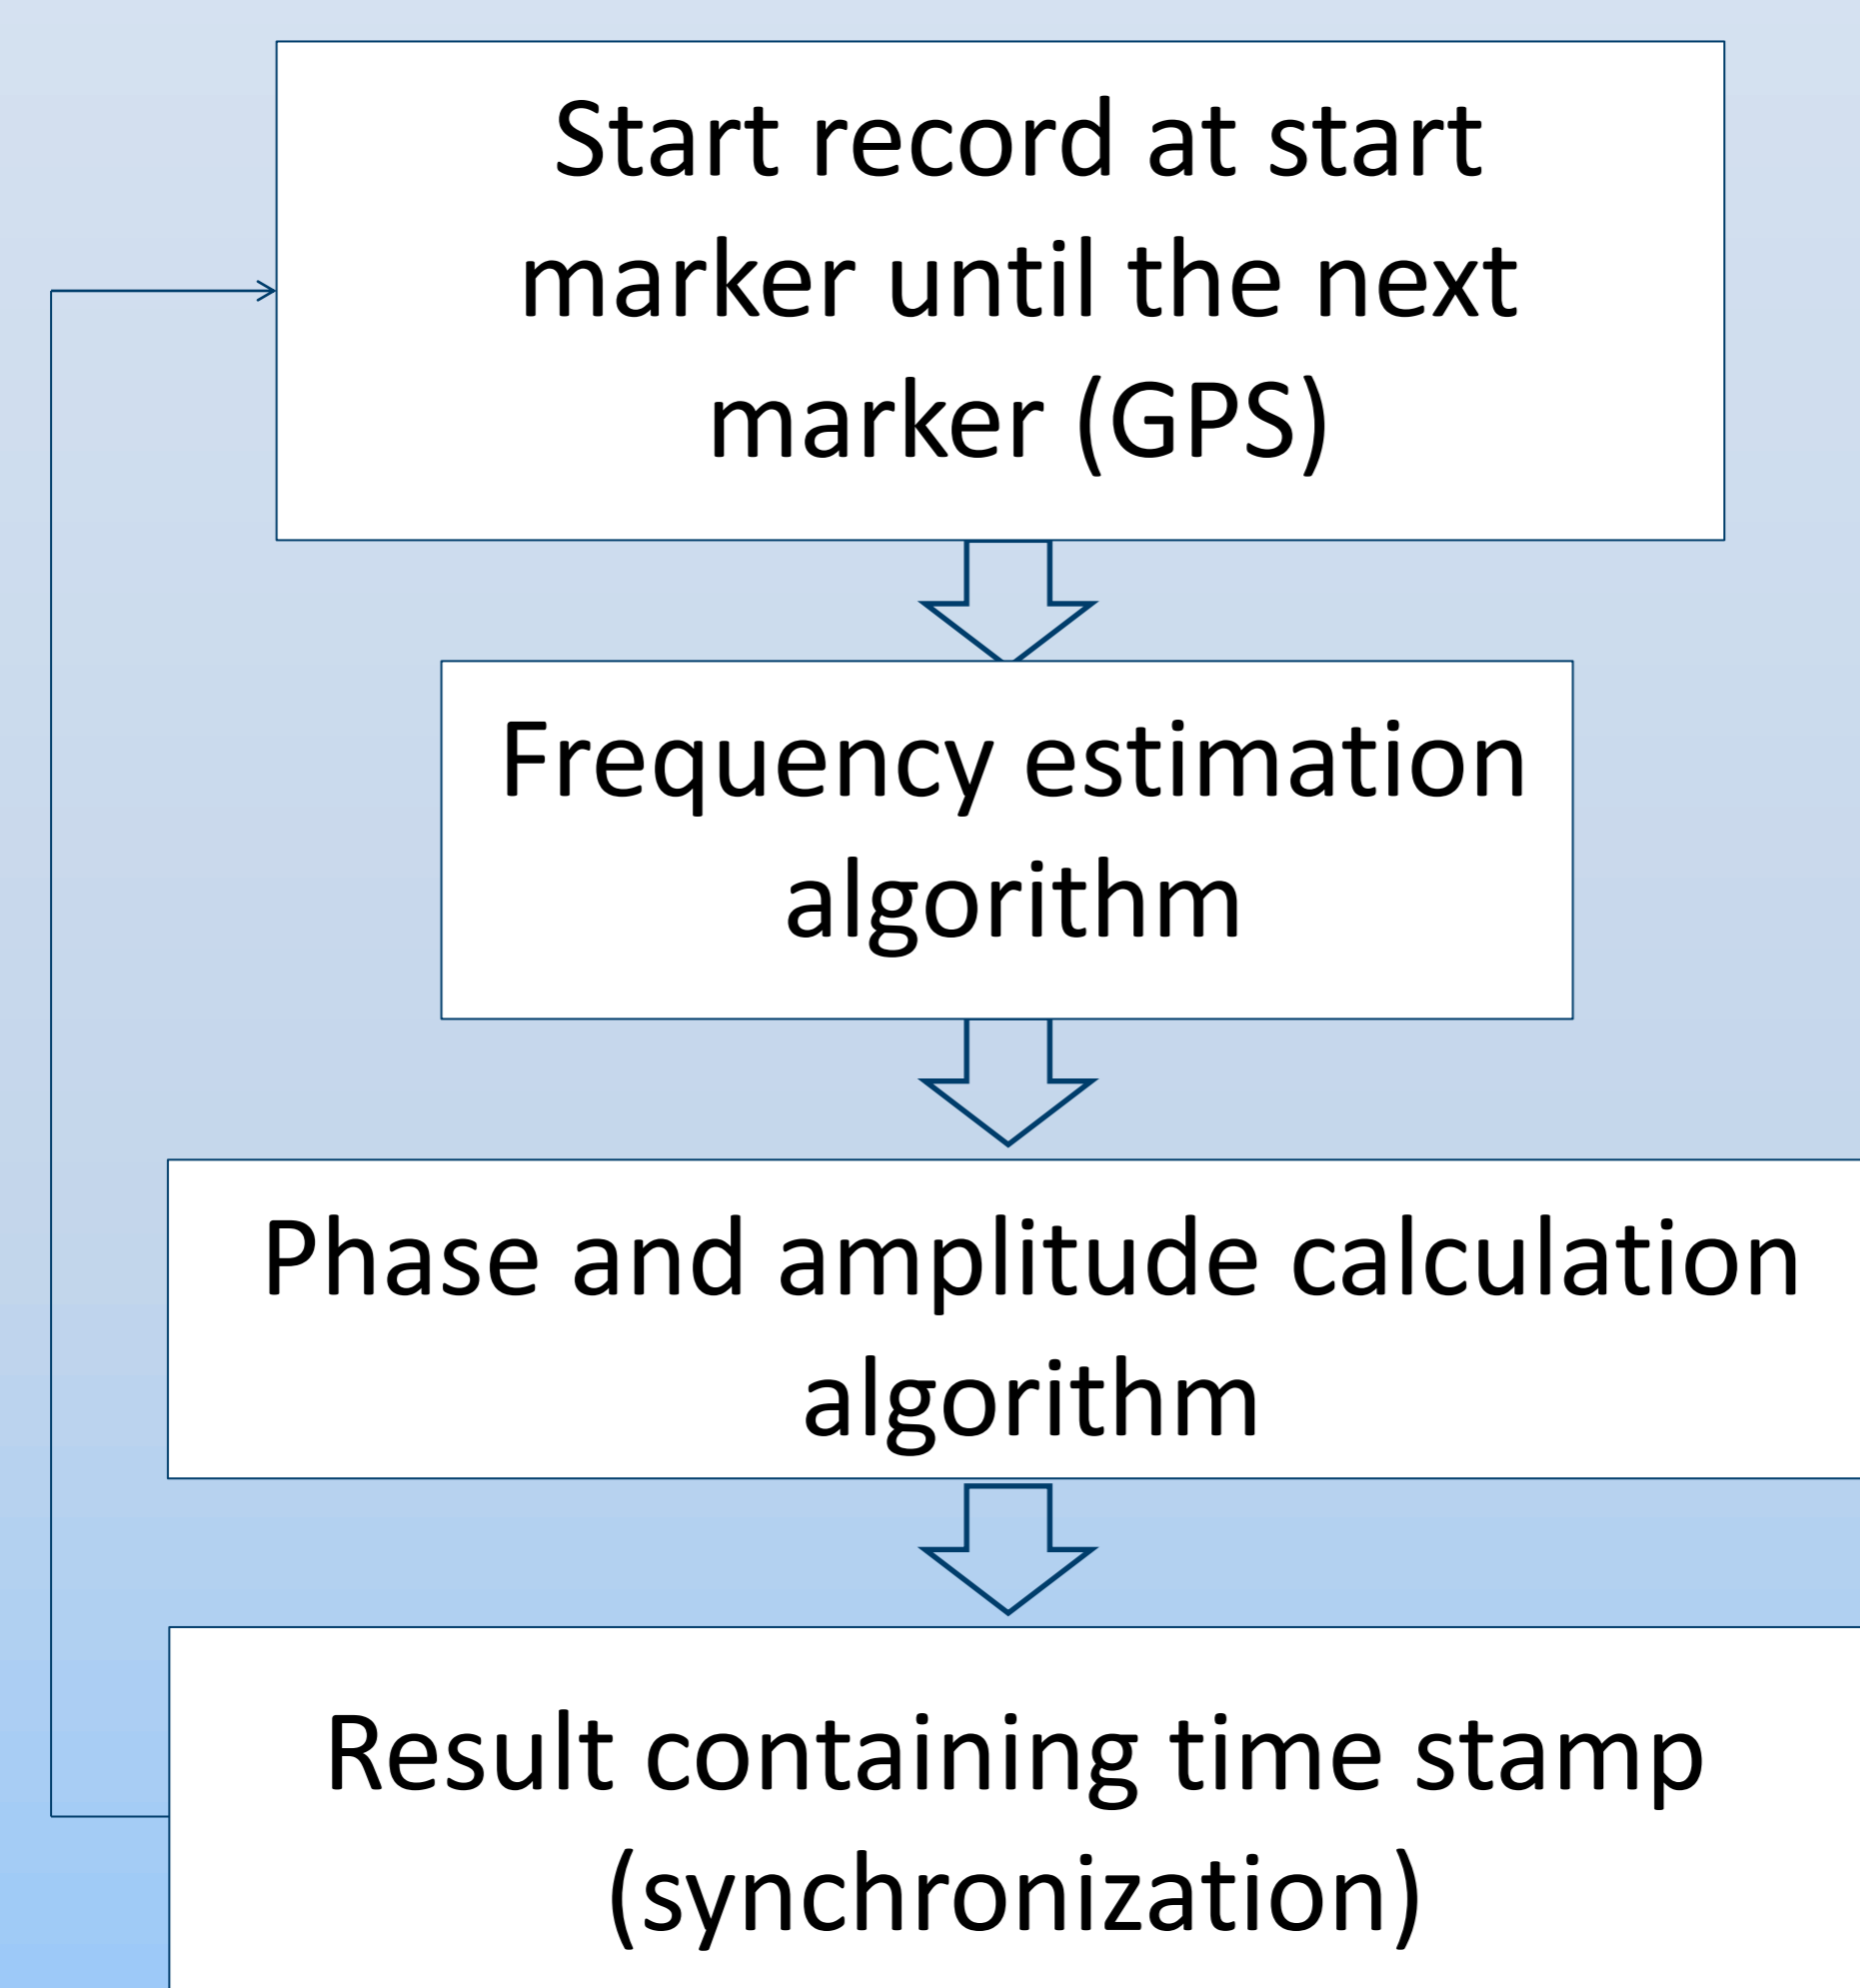 Start record at start
marker until the next
marker (GPS)
Frequency estimation
algorithm
Phase and amplitude calculation
algorithm
Result containing time stamp
(synchronization)